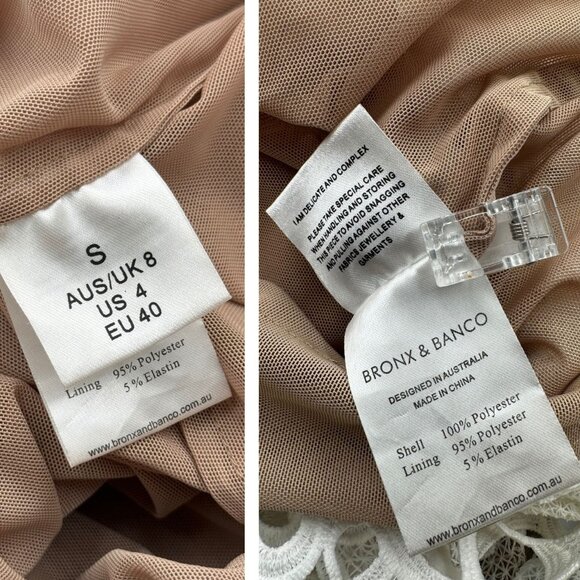 S
AUS/UK 8
US 4
EU 40
Lining 95% Polyester
5% Elastin
www.bronxandbanco.com.au
I AM DELICATE AND COMPLEX
PLEASE TAKE SPECIAL CARE
WHEN HANDLING AND STORING
THIS PIECE TO AVOID SNAGGING
AND PULLING AGAINST OTHER
FABRICS JEWELLERY &
GARMENTS
BRONX & BANCO
DESIGNED IN AUSTRALIA
MADE IN CHINA
Shell 100% Polyester
Lining 95% Polyester
5% Elastin
www.bronxandbanco.com.au